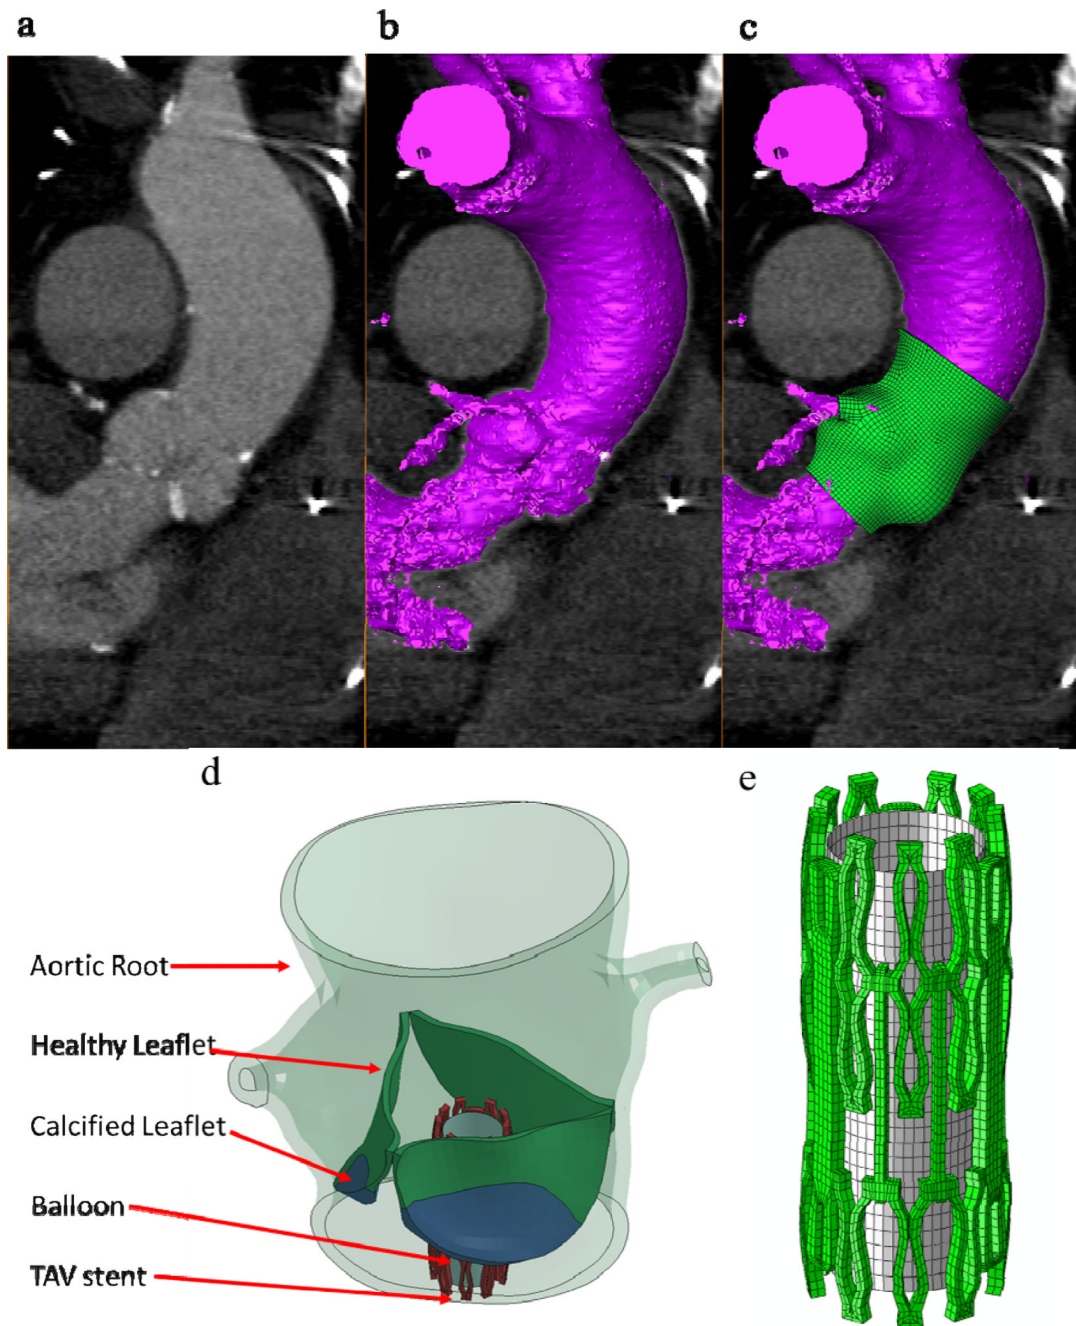 a
b
c
d
e
Aortic Root
Healthy Leaflet
Calcified Leaflet
Balloon
TAV stent